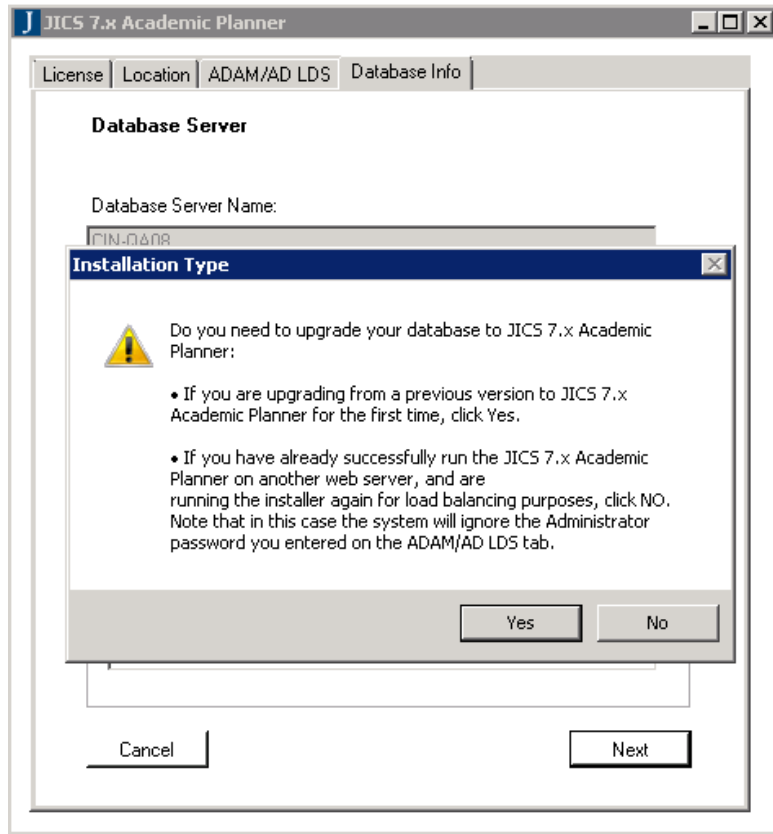 JICS 7.x Academic Planner
License Location ADAM/AD LDS Database Info
Database Server
Database Server Name:
CIN-QA08
Installation Type
Do you need to upgrade your database to JICS 7.x Academic
Planner:
• If you are upgrading from a previous version to JICS 7.x
Academic Planner for the first time, click Yes.
• If you have already successfully run the JICS 7.x Academic
Planner on another web server, and are
running the installer again for load balancing purposes, click NO.
Note that in this case the system will ignore the Administrator
password you entered on the ADAM/AD LDS tab.
Yes No
Cancel Next